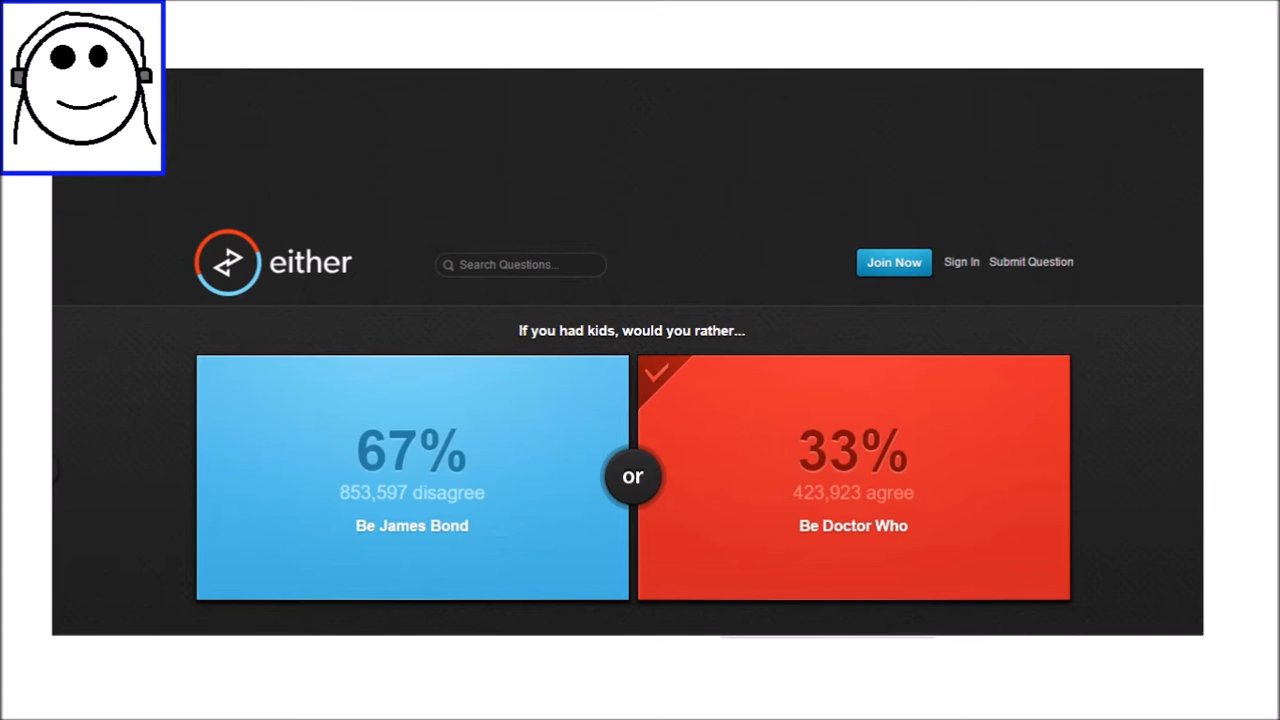 either
Search Questions...
Join Now
Sign In
Submit Question
If you had kids, would you rather...
67%
853,597 disagree
Be James Bond
or
33%
423,923 agree
Be Doctor Who